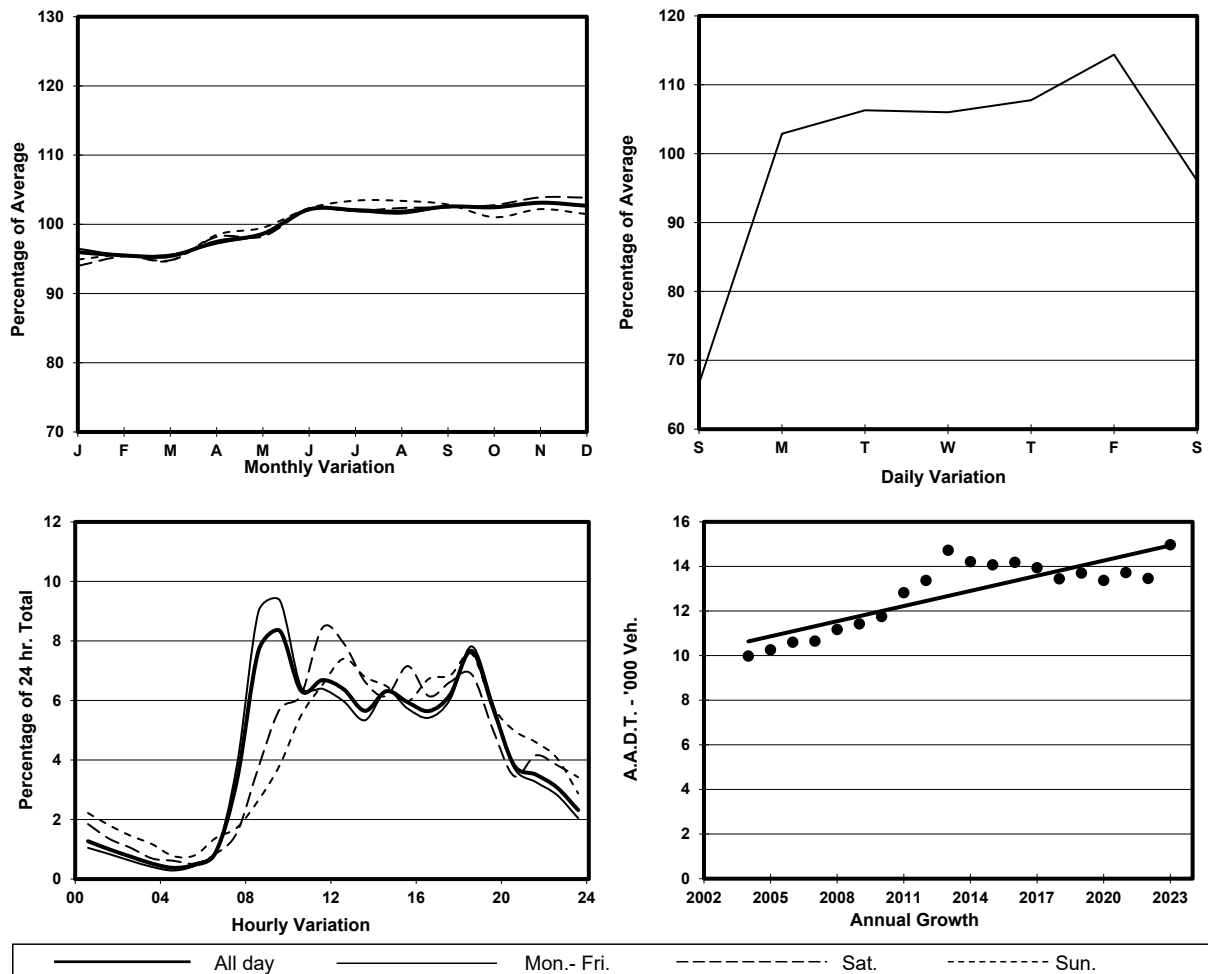 130
120
110
100
90
80
70
Percentage of Average
J F M A M J J A S O N D
Monthly Variation
120
110
100
90
80
70
60
Percentage of Average
S M T W T F S
Daily Variation
12
10
8
6
4
2
0
Percentage of 24 hr. Total
00 04 08 12 16 20 24
Hourly Variation
16
14
12
10
8
6
4
2
0
A.A.D.T. - '000 Veh.
2002 2005 2008 2011 2014 2017 2020 2023
Annual Growth
All day Mon.- Fri. Sat. Sun.